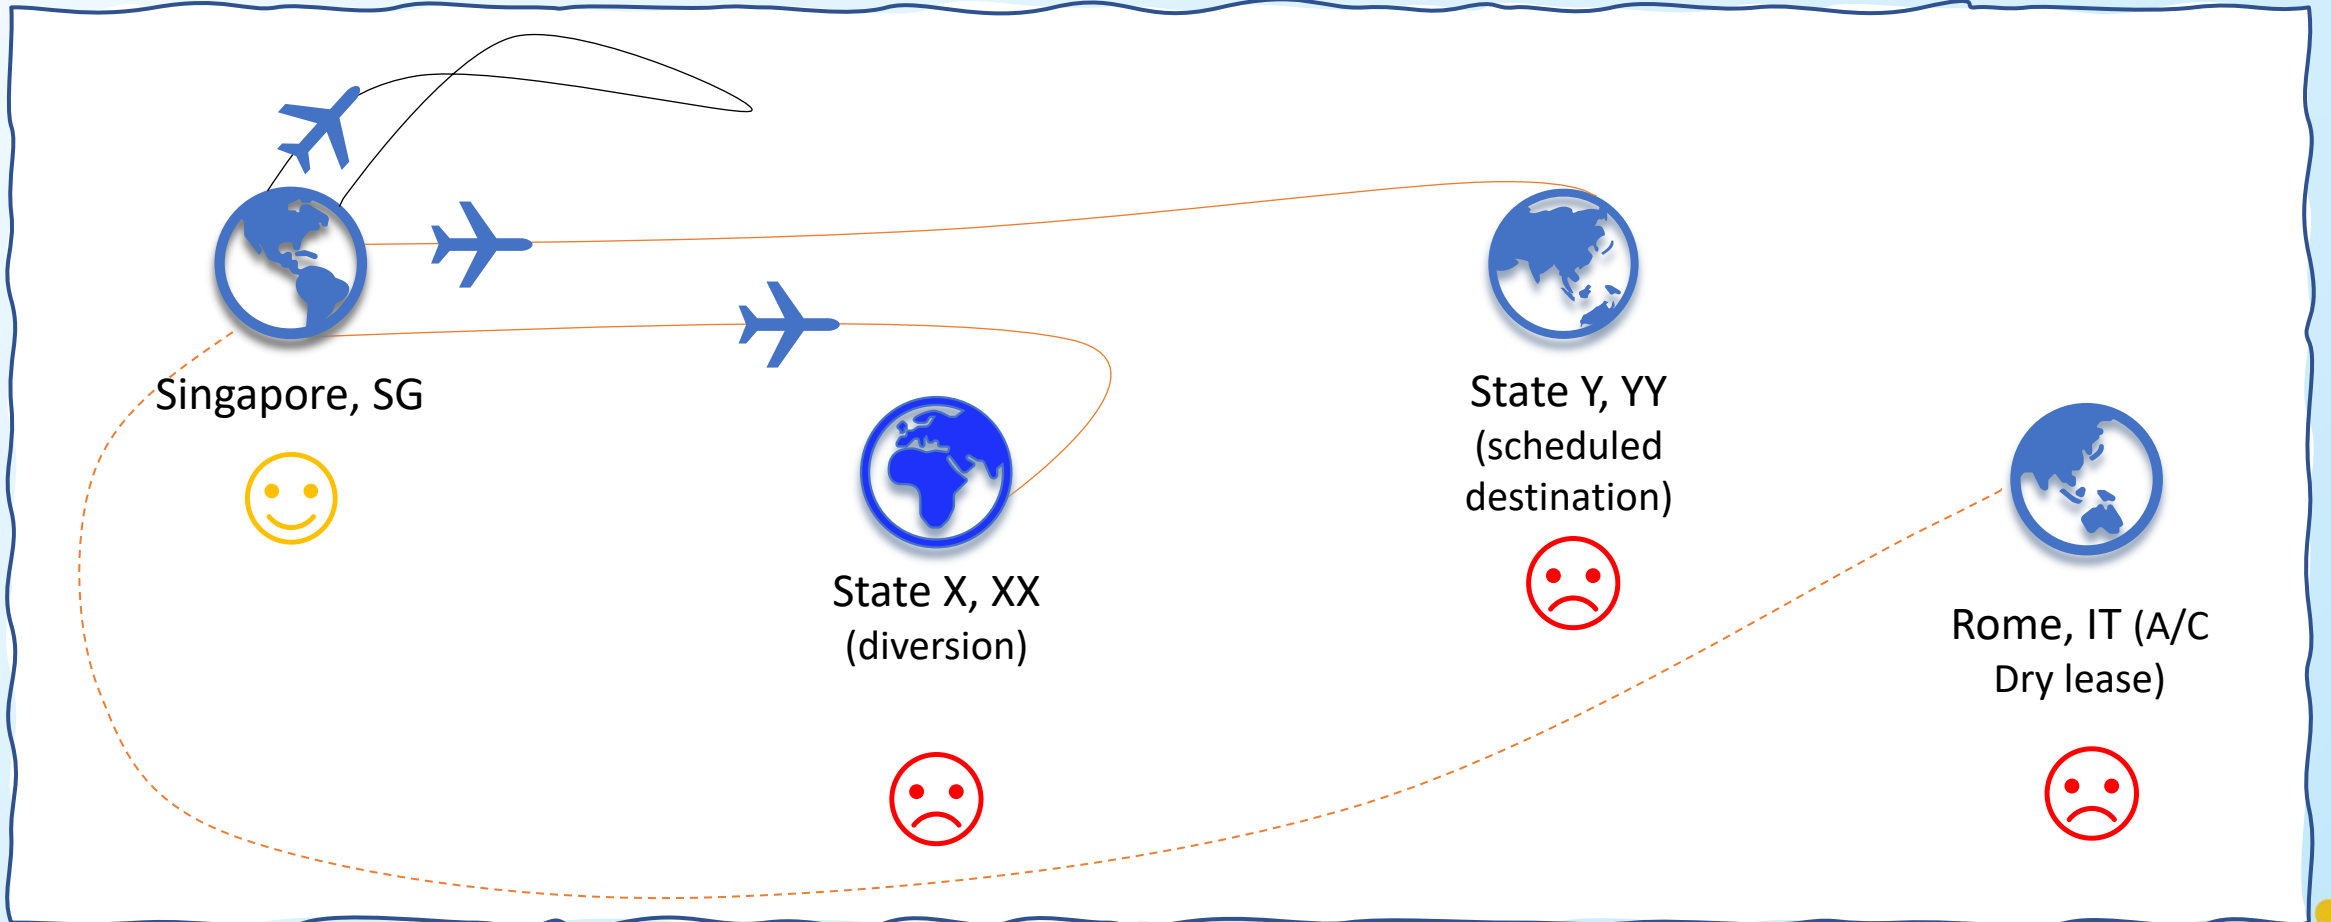 Singapore, SG
State X, XX
(diversion)
State Y, YY
(scheduled
destination)
Rome, IT (A/C
Dry lease)